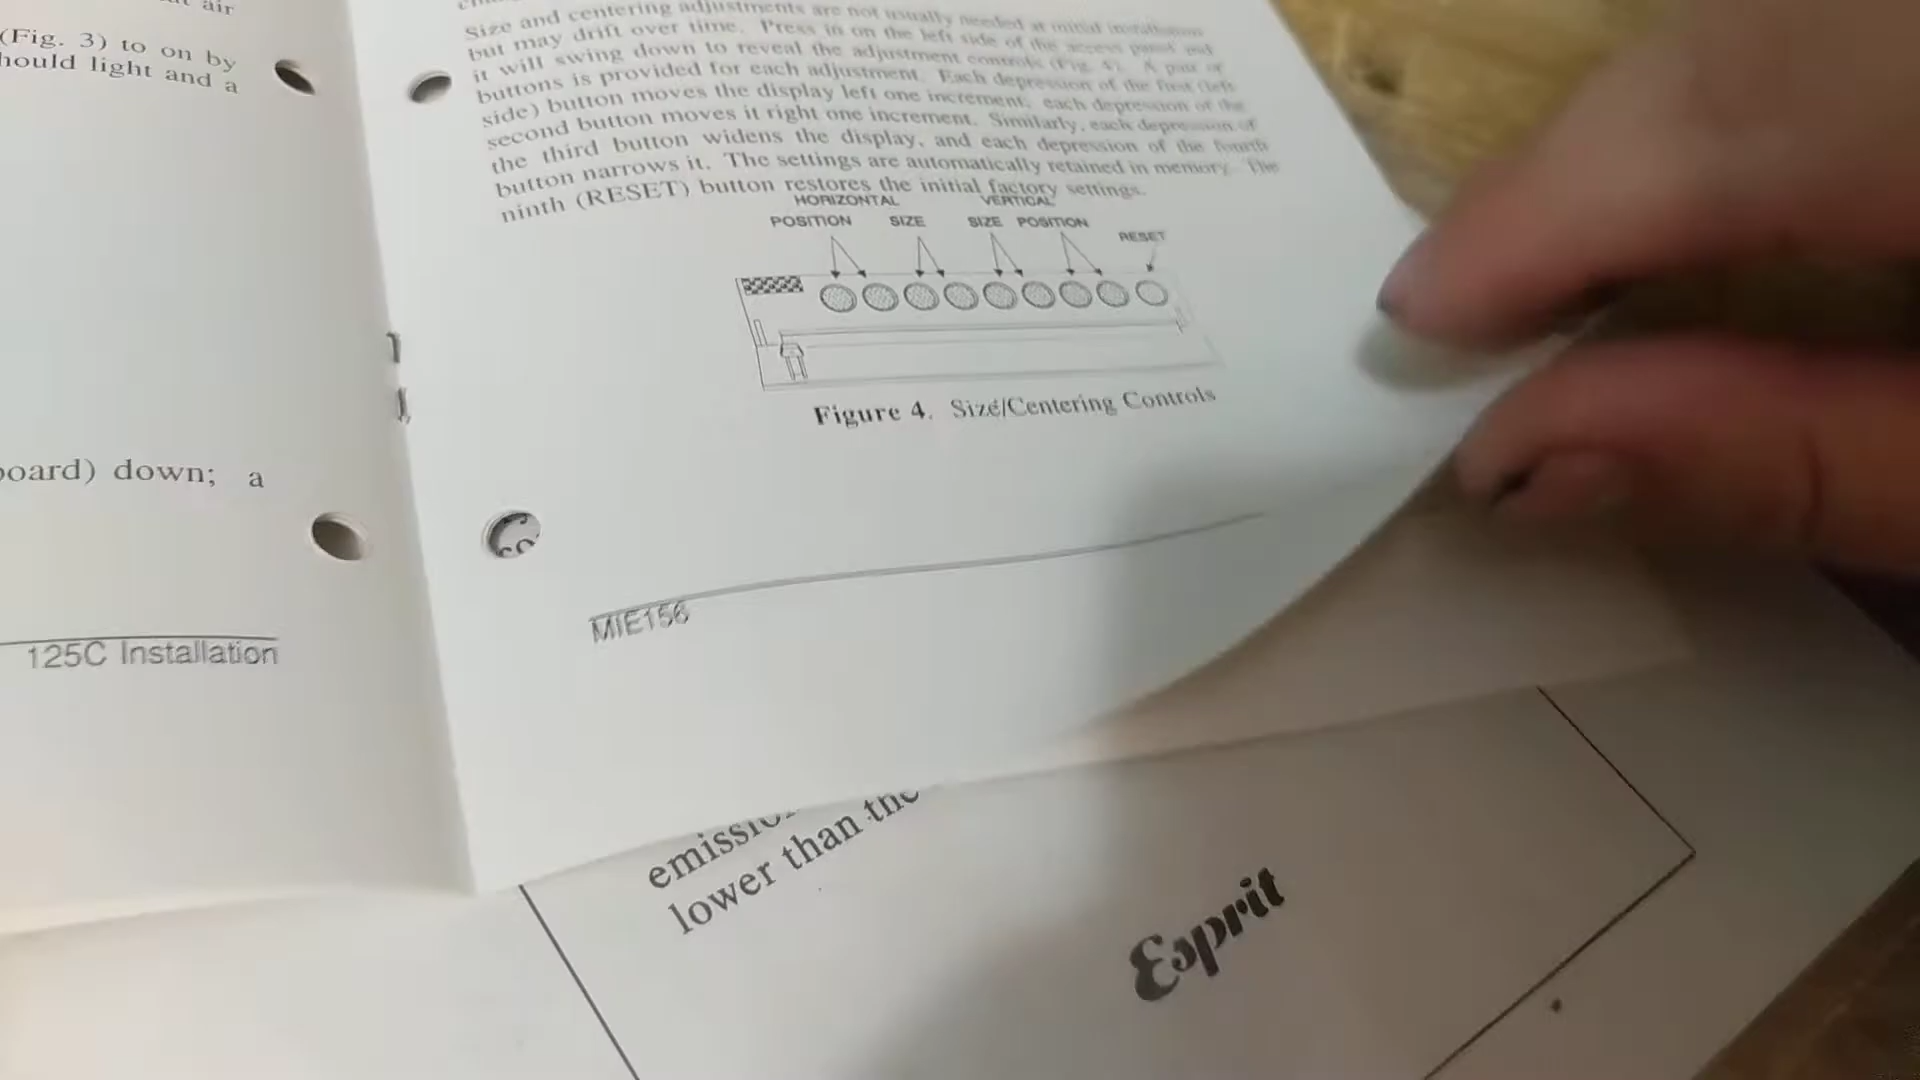 air
(Fig. 3) to on by
hould light and a
oard) down; a
125C Installation
Size and centering adjustments are not usually needed at initial installation
but may drift over time. Press in on the left side of the access panel and
it will swing down to reveal the adjustment controls (Fig. 4). A pair of
buttons is provided for each adjustment. Each depression of the first (left
side) button moves the display left one increment, each depression of the
second button moves it right one increment. Similarly, each depression of
the third button widens the display, and each depression of the fourth
button narrows it. The settings are automatically retained in memory. The
ninth (RESET) button restores the initial factory settings.
HORIZONTAL VERTICAL
POSITION SIZE SIZE POSITION
RESET
Figure 4. Size/Centering Controls
MIE156
emissio
lower than the
Esprit